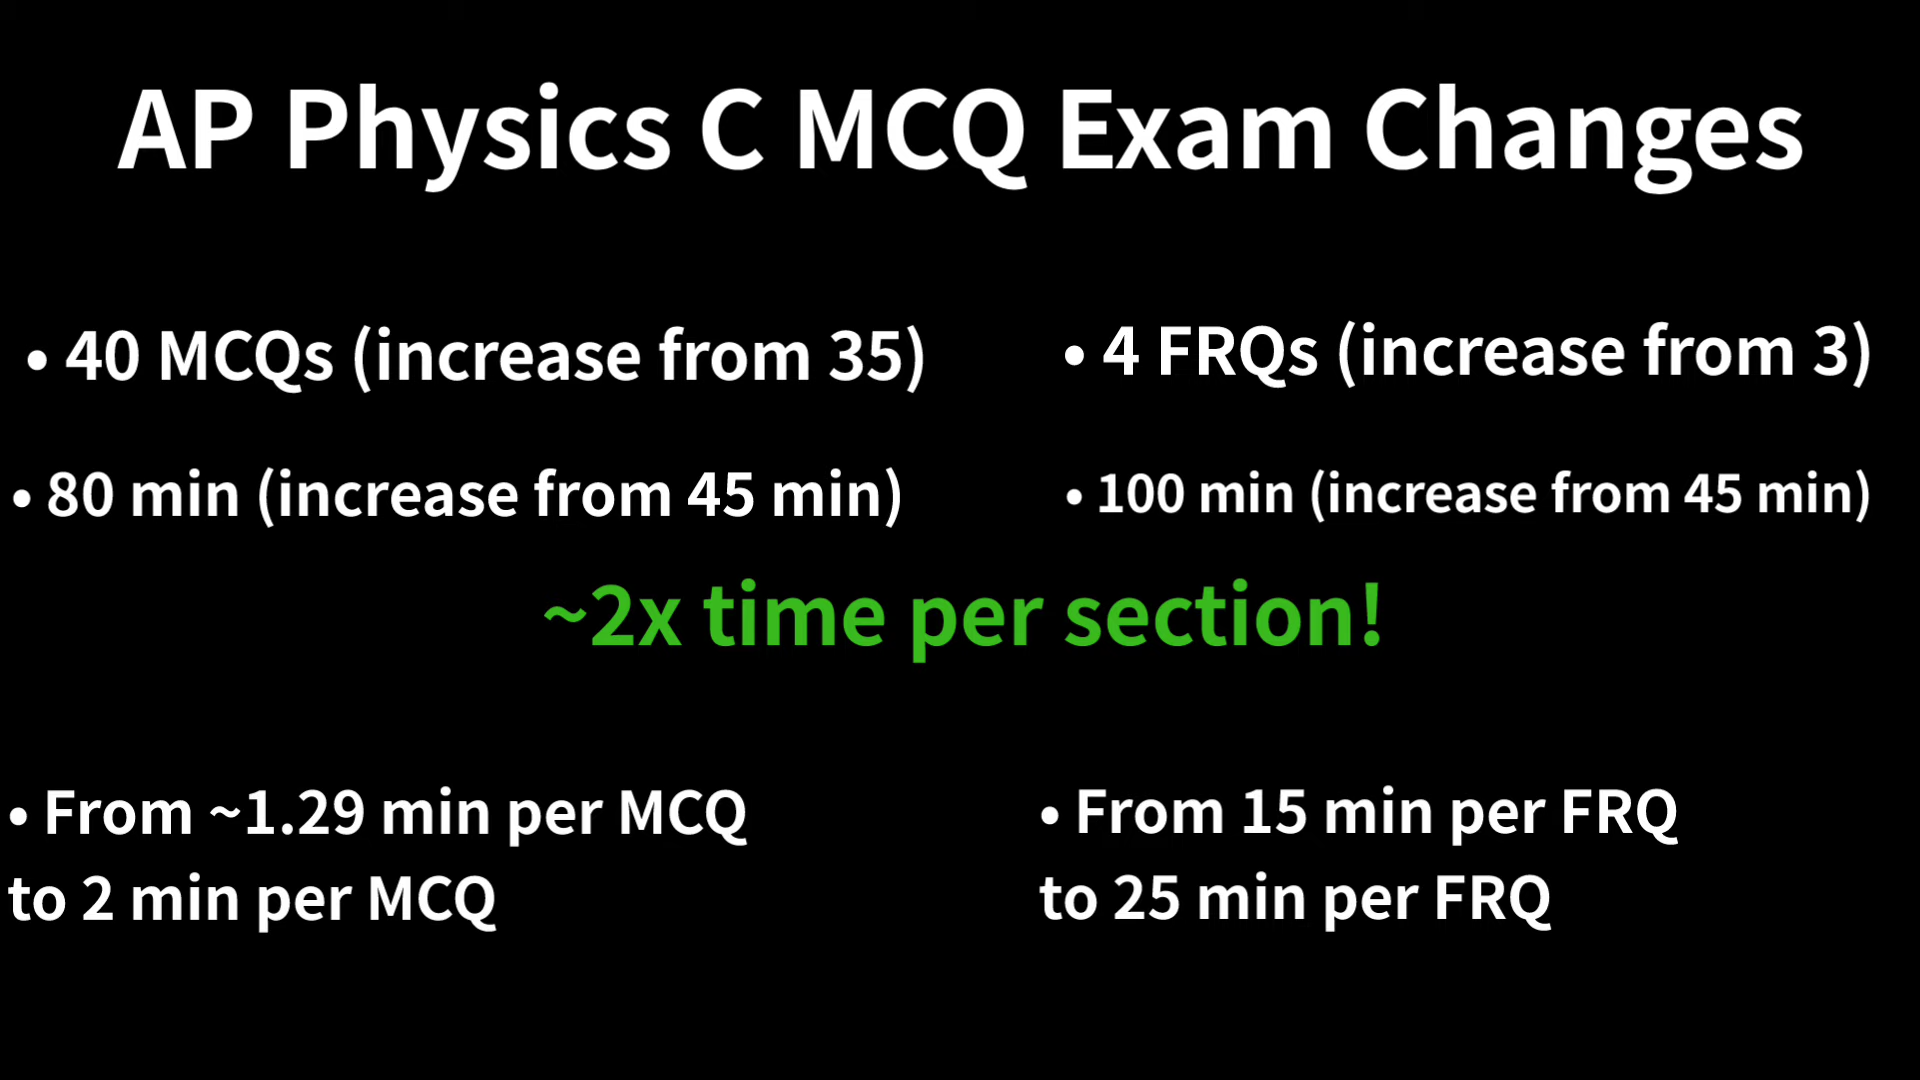 AP Physics C MCQ Exam Changes
• 40 MCQs (increase from 35)
• 80 min (increase from 45 min)
• 4 FRQs (increase from 3)
• 100 min (increase from 45 min)
~2x time per section!
• From ~1.29 min per MCQ
to 2 min per MCQ
• From 15 min per FRQ
to 25 min per FRQ